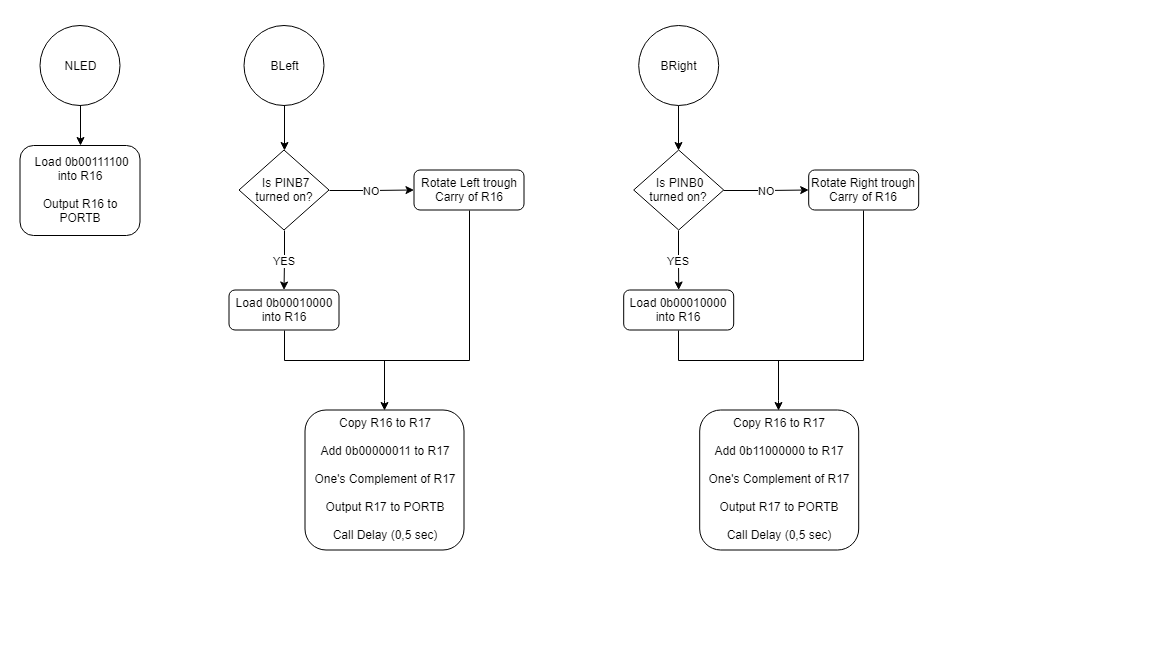 NLED
Load 0b00111100
into R16
Output R16 to
PORTB
BLeft
Is PINB7
turned on?
NO
Rotate Left trough
Carry of R16
YES
Load 0b00010000
into R16
Copy R16 to R17
Add 0b00000011 to R17
One's Complement of R17
Output R17 to PORTB
Call Delay (0,5 sec)
BRight
Is PINB0
turned on?
NO
Rotate Right trough
Carry of R16
YES
Load 0b00010000
into R16
Copy R16 to R17
Add 0b11000000 to R17
One's Complement of R17
Output R17 to PORTB
Call Delay (0,5 sec)